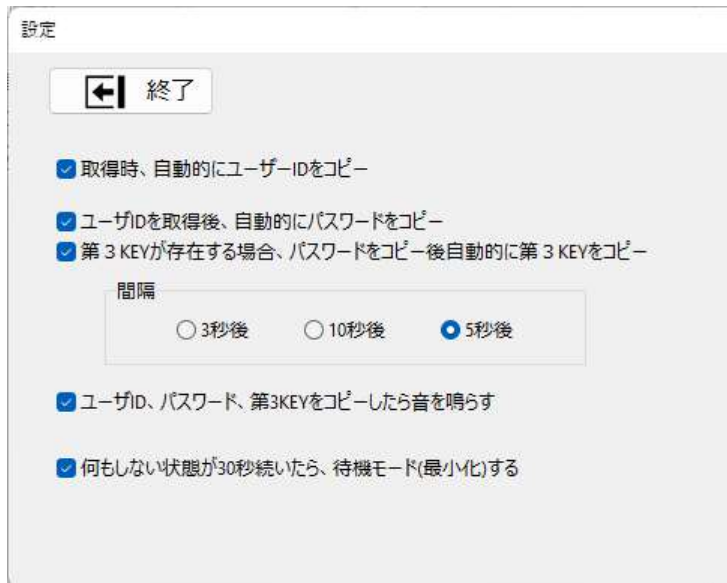 設定
終了
取得時、自動的にユーザーIDをコピー
ユーザIDを取得後、自動的にパスワードをコピー
第３KEYが存在する場合、パスワードをコピー後自動的に第３KEYをコピー
間隔
3秒後 10秒後 5秒後
ユーザID、パスワード、第3KEYをコピーしたら音を鳴らす
何もしない状態が30秒続いたら、待機モード(最小化)する